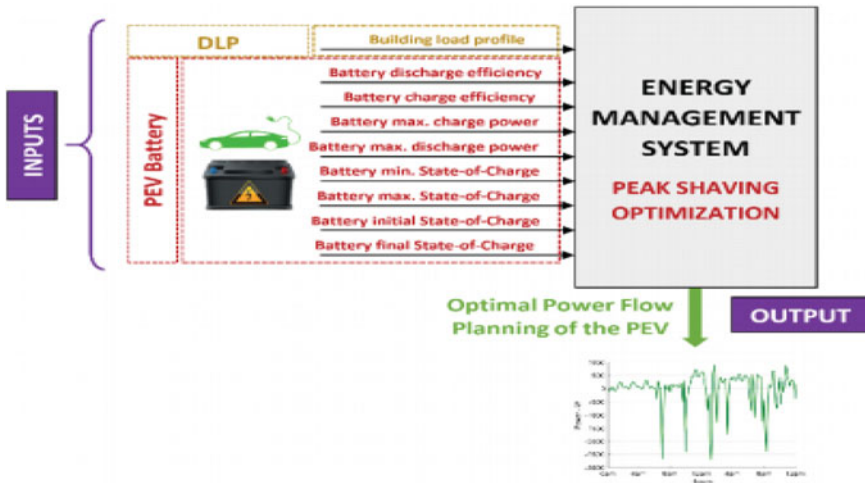 INPUTS
DLP
Building load profile
PEV Battery
Battery discharge efficiency
Battery charge efficiency
Battery max. charge power
Battery max. discharge power
Battery min. State-of-Charge
Battery max. State-of-Charge
Battery initial State-of-Charge
Battery final State-of-Charge
ENERGY
MANAGEMENT
SYSTEM
PEAK SHAVING
OPTIMIZATION
Optimal Power Flow
Planning of the PEV
OUTPUT